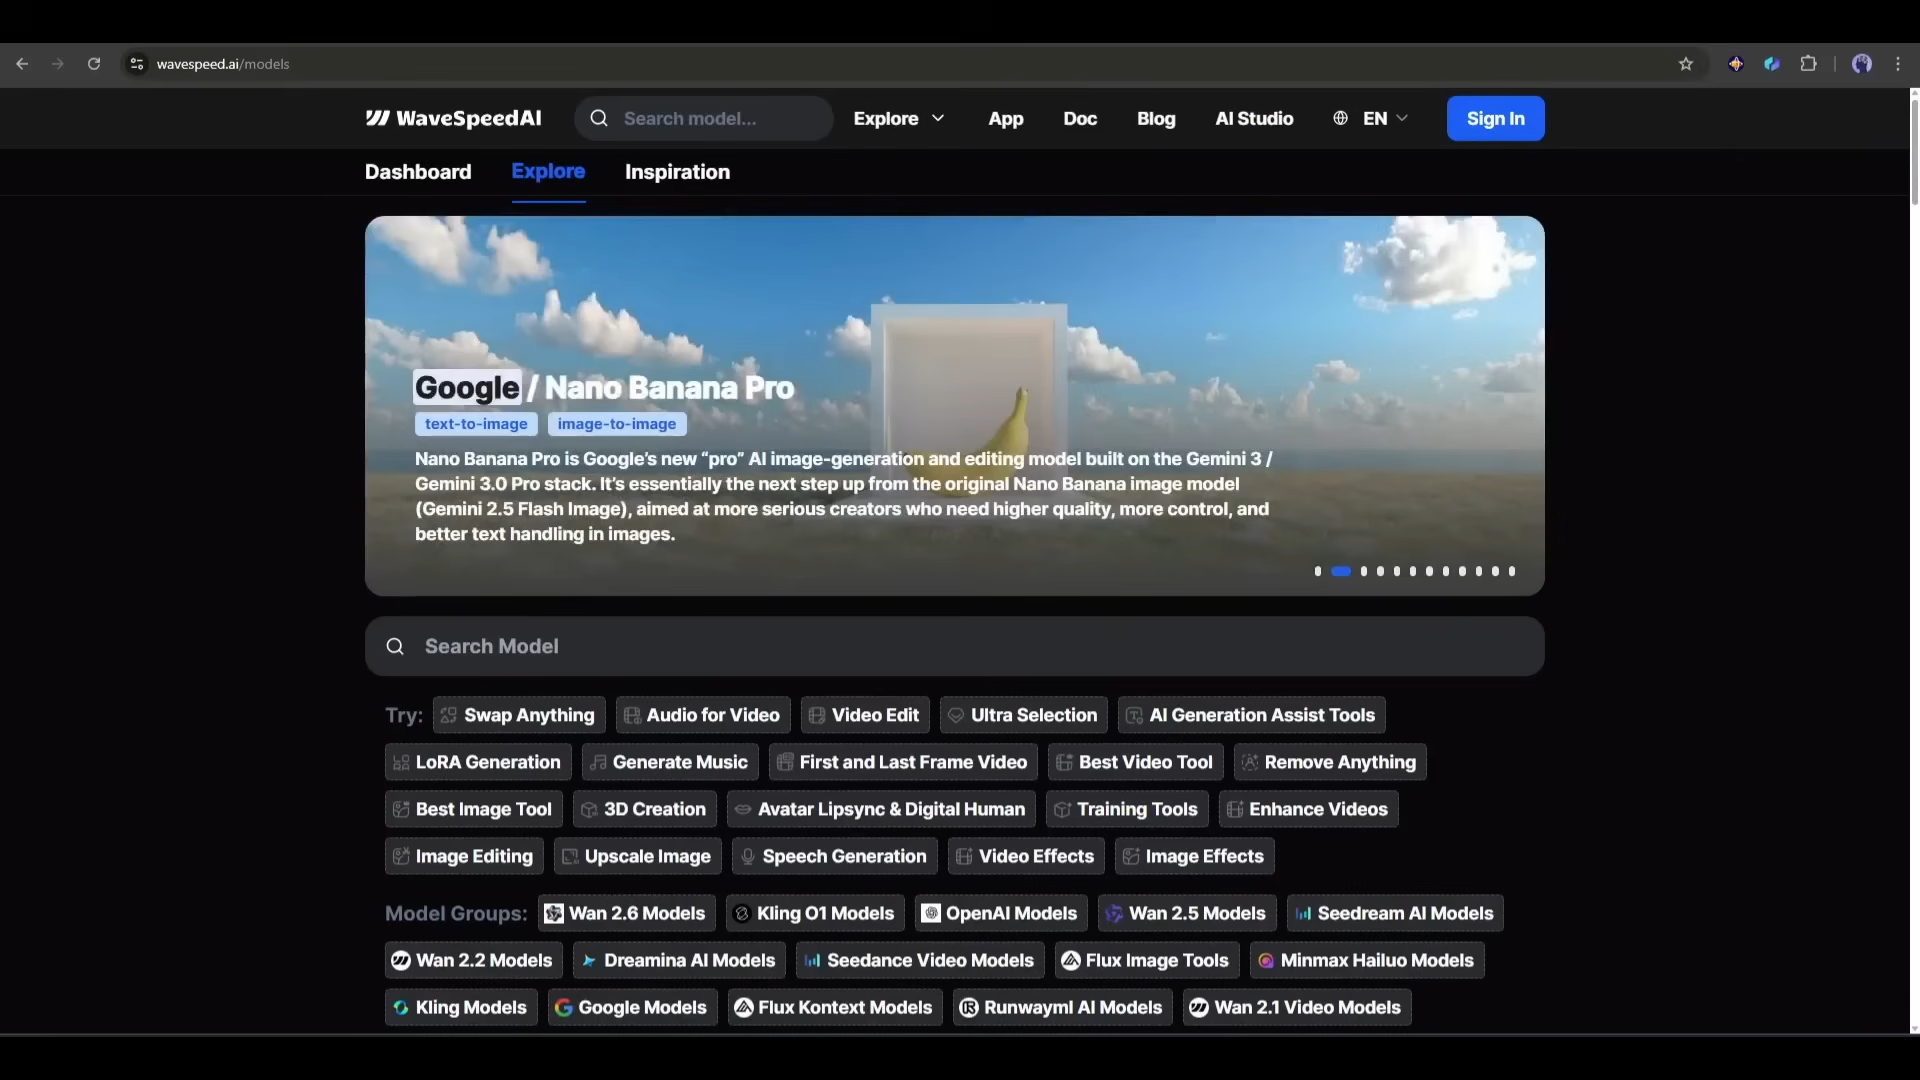 wavespeed.ai/models
WaveSpeedAI
Search model...
Explore
App
Doc
Blog
AI Studio
EN
Sign In
Dashboard
Explore
Inspiration
Google / Nano Banana Pro
text-to-image
image-to-image
Nano Banana Pro is Google's new “pro” AI image-generation and editing model built on the Gemini 3 /
Gemini 3.0 Pro stack. It's essentially the next step up from the original Nano Banana image model
(Gemini 2.5 Flash Image), aimed at more serious creators who need higher quality, more control, and
better text handling in images.
Search Model
Try: Swap Anything Audio for Video Video Edit Ultra Selection AI Generation Assist Tools
LoRA Generation Generate Music First and Last Frame Video Best Video Tool Remove Anything
Best Image Tool 3D Creation Avatar Lipsync & Digital Human Training Tools Enhance Videos
Image Editing Upscale Image Speech Generation Video Effects Image Effects
Model Groups: Wan 2.6 Models Kling O1 Models OpenAI Models Wan 2.5 Models Seedream AI Models
Wan 2.2 Models Dreamina AI Models Seedance Video Models Flux Image Tools Minmax Hailuo Models
Kling Models Google Models Flux Kontext Models Runwayml AI Models Wan 2.1 Video Models